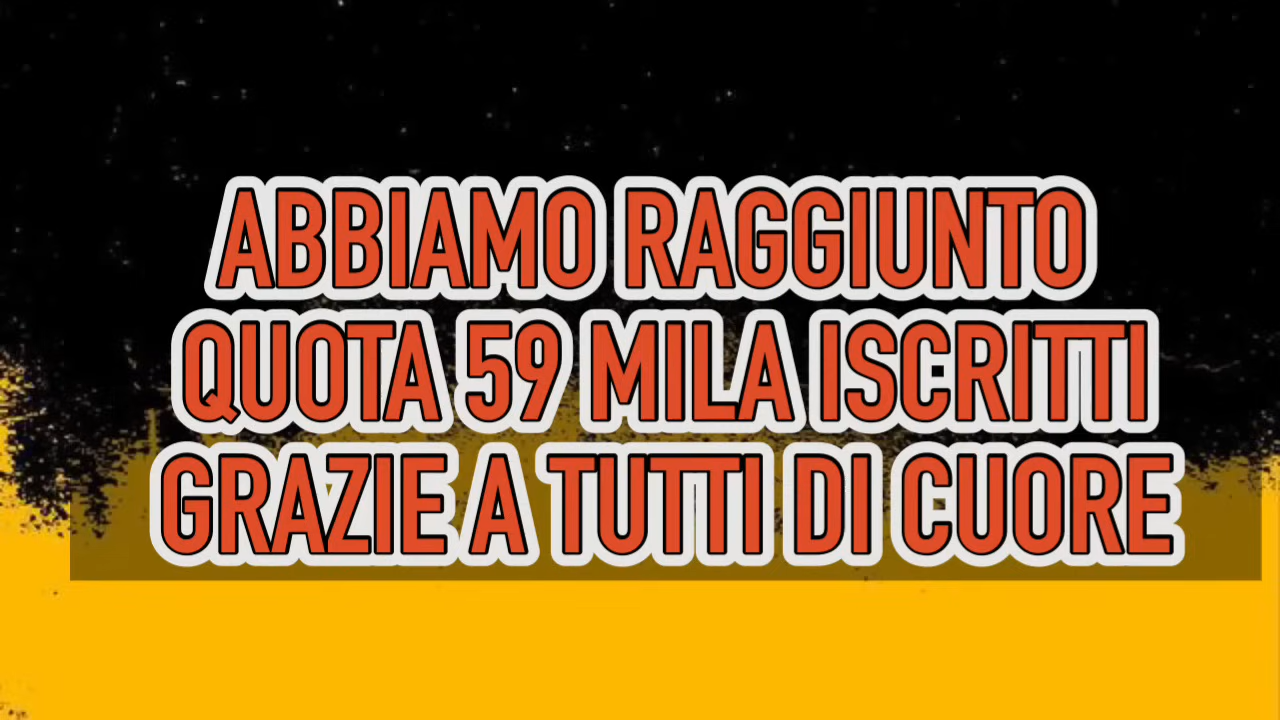 ABBIAMO RAGGIUNTO
QUOTA 59 MILA ISCRITTI
GRAZIE A TUTTI DI CUORE